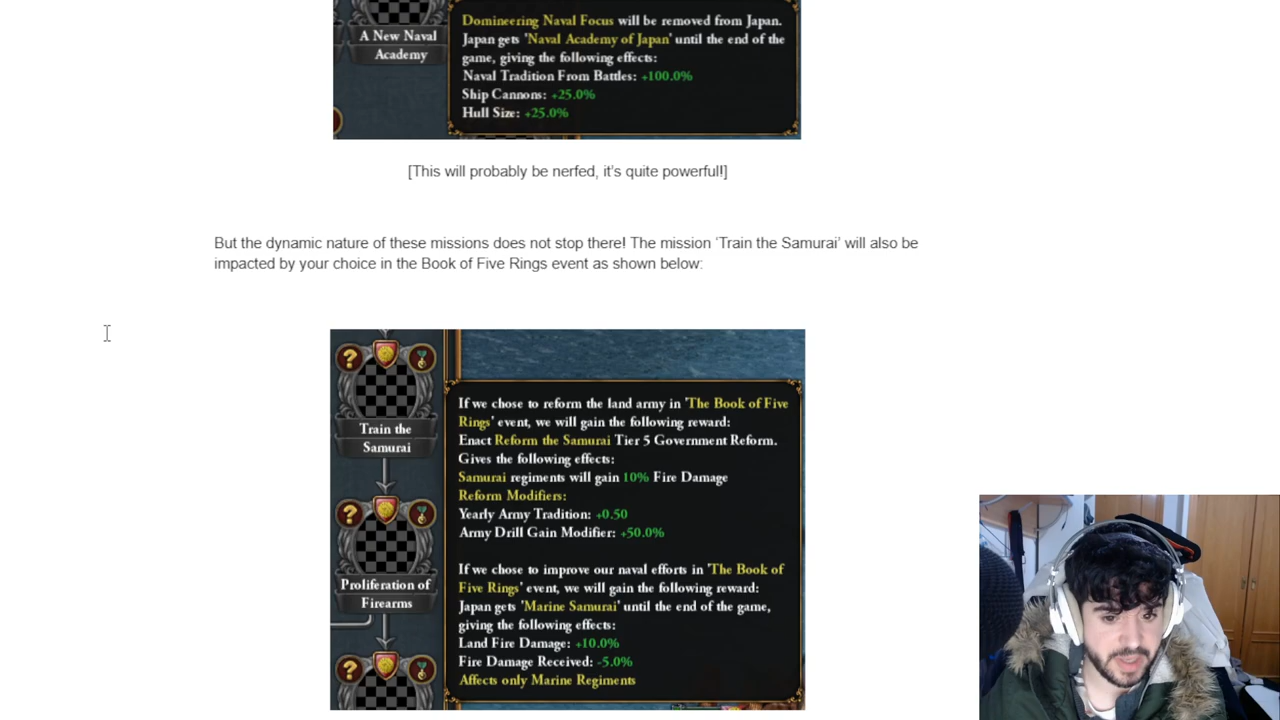 A New Naval
Academy
Domineering Naval Focus will be removed from Japan.
Japan gets 'Naval Academy of Japan' until the end of the
game, giving the following effects:
Naval Tradition From Battles: +100.0%
Ship Cannons: +25.0%
Hull Size: +25.0%
[This will probably be nerfed, it's quite powerful!]
But the dynamic nature of these missions does not stop there! The mission 'Train the Samurai' will also be
impacted by your choice in the Book of Five Rings event as shown below:
?
Train the
Samurai
?
Proliferation of
Firearms
?
If we chose to reform the land army in 'The Book of Five
Rings' event, we will gain the following reward:
Enact Reform the Samurai Tier 5 Government Reform.
Gives the following effects:
Samurai regiments will gain 10% Fire Damage
Reform Modifiers:
Yearly Army Tradition: +0.50
Army Drill Gain Modifier: +50.0%
If we chose to improve our naval efforts in 'The Book of
Five Rings' event, we will gain the following reward:
Japan gets 'Marine Samurai' until the end of the game,
giving the following effects:
Land Fire Damage: +10.0%
Fire Damage Received: -5.0%
Affects only Marine Regiments